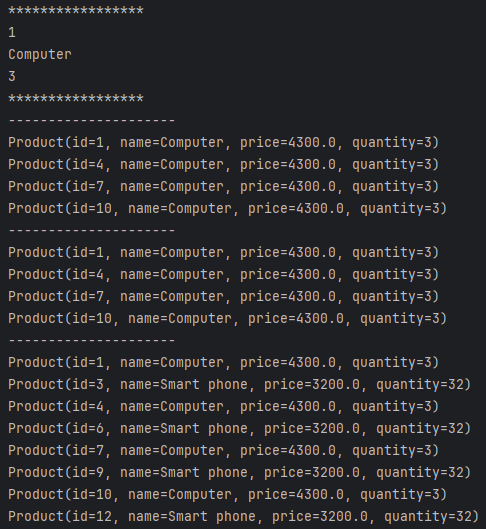 *****************
1
Computer
3
*****************
---------------------
Product(id=1, name=Computer, price=4300.0, quantity=3)
Product(id=4, name=Computer, price=4300.0, quantity=3)
Product(id=7, name=Computer, price=4300.0, quantity=3)
Product(id=10, name=Computer, price=4300.0, quantity=3)
---------------------
Product(id=1, name=Computer, price=4300.0, quantity=3)
Product(id=4, name=Computer, price=4300.0, quantity=3)
Product(id=7, name=Computer, price=4300.0, quantity=3)
Product(id=10, name=Computer, price=4300.0, quantity=3)
---------------------
Product(id=1, name=Computer, price=4300.0, quantity=3)
Product(id=3, name=Smart phone, price=3200.0, quantity=32)
Product(id=4, name=Computer, price=4300.0, quantity=3)
Product(id=6, name=Smart phone, price=3200.0, quantity=32)
Product(id=7, name=Computer, price=4300.0, quantity=3)
Product(id=9, name=Smart phone, price=3200.0, quantity=32)
Product(id=10, name=Computer, price=4300.0, quantity=3)
Product(id=12, name=Smart phone, price=3200.0, quantity=32)